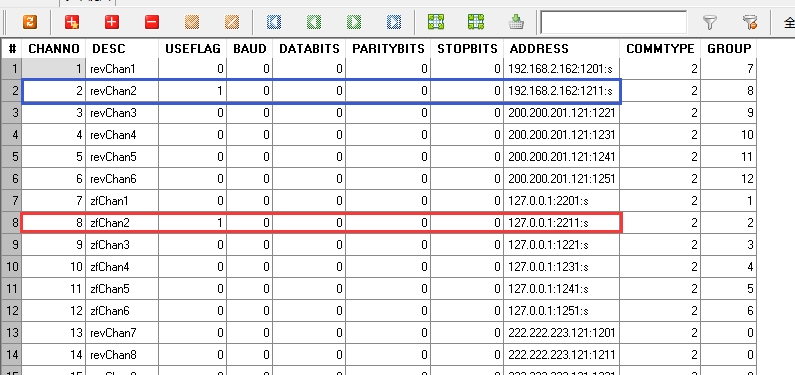 全
# CHANNO DESC USEFLAG BAUD DATABITS PARITYBITS STOPBITS ADDRESS COMMTYPE GROUP
1 1 revChan1 0 0 0 0 0 192.168.2.162:1201:s 2 7
2 2 revChan2 1 0 0 0 0 192.168.2.162:1211:s 2 8
3 3 revChan3 0 0 0 0 0 200.200.201.121:1221 2 9
4 4 revChan4 0 0 0 0 0 200.200.201.121:1231 2 10
5 5 revChan5 0 0 0 0 0 200.200.201.121:1241 2 11
6 6 revChan6 0 0 0 0 0 200.200.201.121:1251 2 12
7 7 zfChan1 0 0 0 0 0 127.0.0.1:2201:s 2 1
8 8 zfChan2 1 0 0 0 0 127.0.0.1:2211:s 2 2
9 9 zfChan3 0 0 0 0 0 127.0.0.1:1221:s 2 3
10 10 zfChan4 0 0 0 0 0 127.0.0.1:1231:s 2 4
11 11 zfChan5 0 0 0 0 0 127.0.0.1:1241:s 2 5
12 12 zfChan6 0 0 0 0 0 127.0.0.1:1251:s 2 6
13 13 revChan7 0 0 0 0 0 222.222.223.121:1201 2 0
14 14 revChan8 0 0 0 0 0 222.222.223.121:1211 2 0